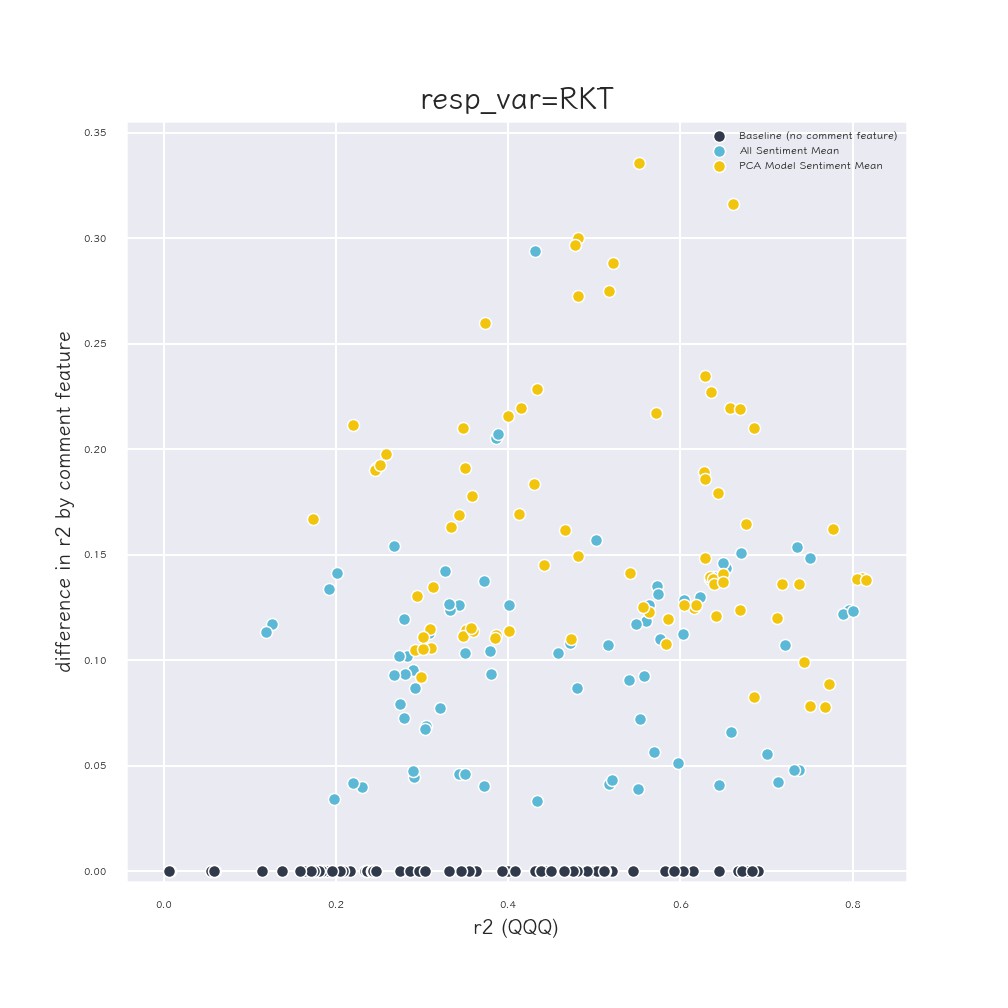 resp_var=RKT
Baseline (no comment feature)
All Sentiment Mean
PCA Model Sentiment Mean
difference in r2 by comment feature
0.35
0.30
0.25
0.20
0.15
0.10
0.05
0.00
0.0 0.2 0.4 0.6 0.8
r2 (QQQ)